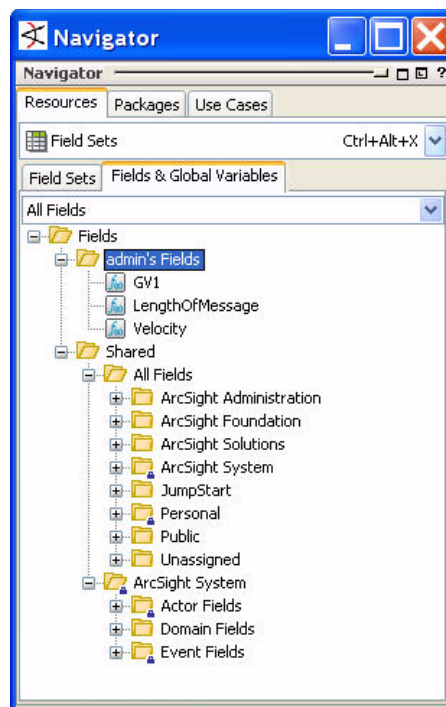 Navigator
Navigator ?
Resources Packages Use Cases
Field Sets Ctrl+Alt+X
Field Sets Fields & Global Variables
All Fields
Fields
admin's Fields
GV1
LengthOfMessage
Velocity
Shared
All Fields
ArcSight Administration
ArcSight Foundation
ArcSight Solutions
ArcSight System
JumpStart
Personal
Public
Unassigned
ArcSight System
Actor Fields
Domain Fields
Event Fields